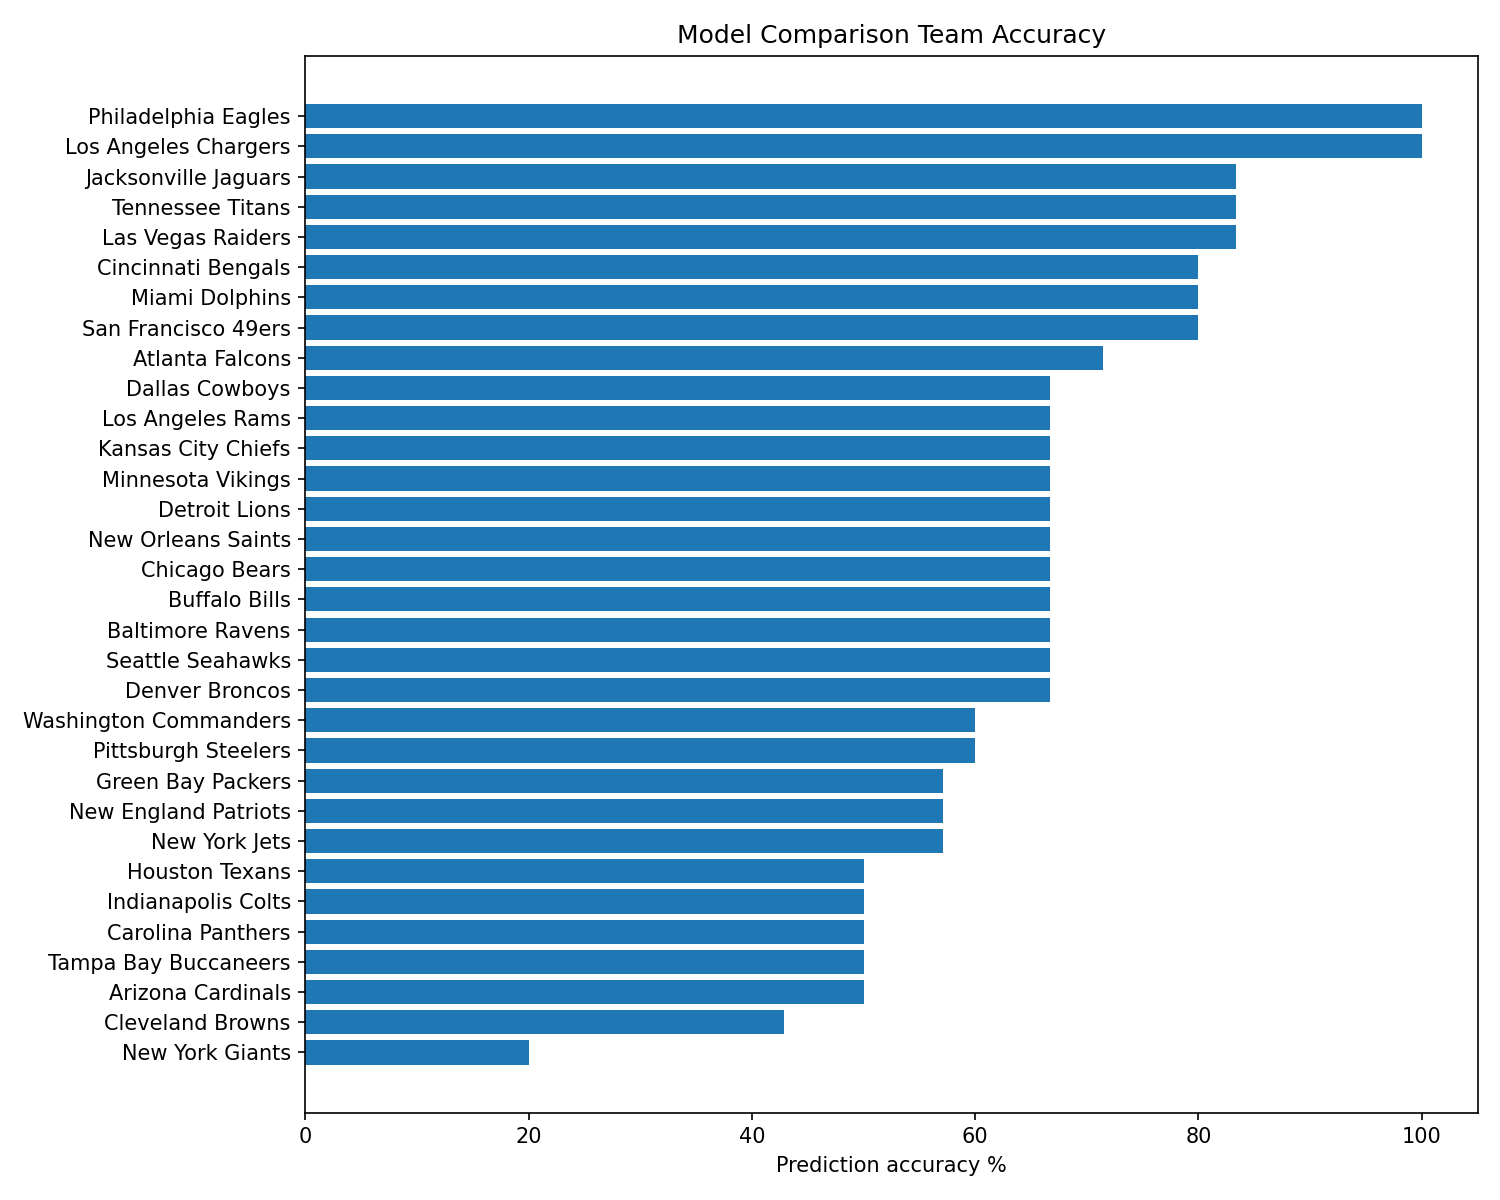 Model Comparison Team Accuracy
Philadelphia Eagles
Los Angeles Chargers
Jacksonville Jaguars
Tennessee Titans
Las Vegas Raiders
Cincinnati Bengals
Miami Dolphins
San Francisco 49ers
Atlanta Falcons
Dallas Cowboys
Los Angeles Rams
Kansas City Chiefs
Minnesota Vikings
Detroit Lions
New Orleans Saints
Chicago Bears
Buffalo Bills
Baltimore Ravens
Seattle Seahawks
Denver Broncos
Washington Commanders
Pittsburgh Steelers
Green Bay Packers
New England Patriots
New York Jets
Houston Texans
Indianapolis Colts
Carolina Panthers
Tampa Bay Buccaneers
Arizona Cardinals
Cleveland Browns
New York Giants
0 20 40 60 80 100
Prediction accuracy %